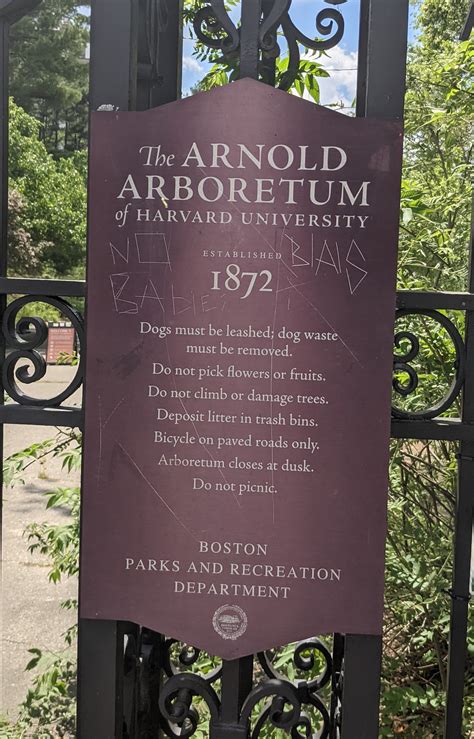 The ARNOLD
ARBORETUM
of HARVARD UNIVERSITY
NO
BIAS
BABIES
ESTABLISHED
1872
Dogs must be leashed; dog waste
must be removed.
Do not pick flowers or fruits.
Do not climb or damage trees.
Deposit litter in trash bins.
Bicycle on paved roads only.
Arboretum closes at dusk.
Do not picnic.
BOSTON
PARKS AND RECREATION
DEPARTMENT